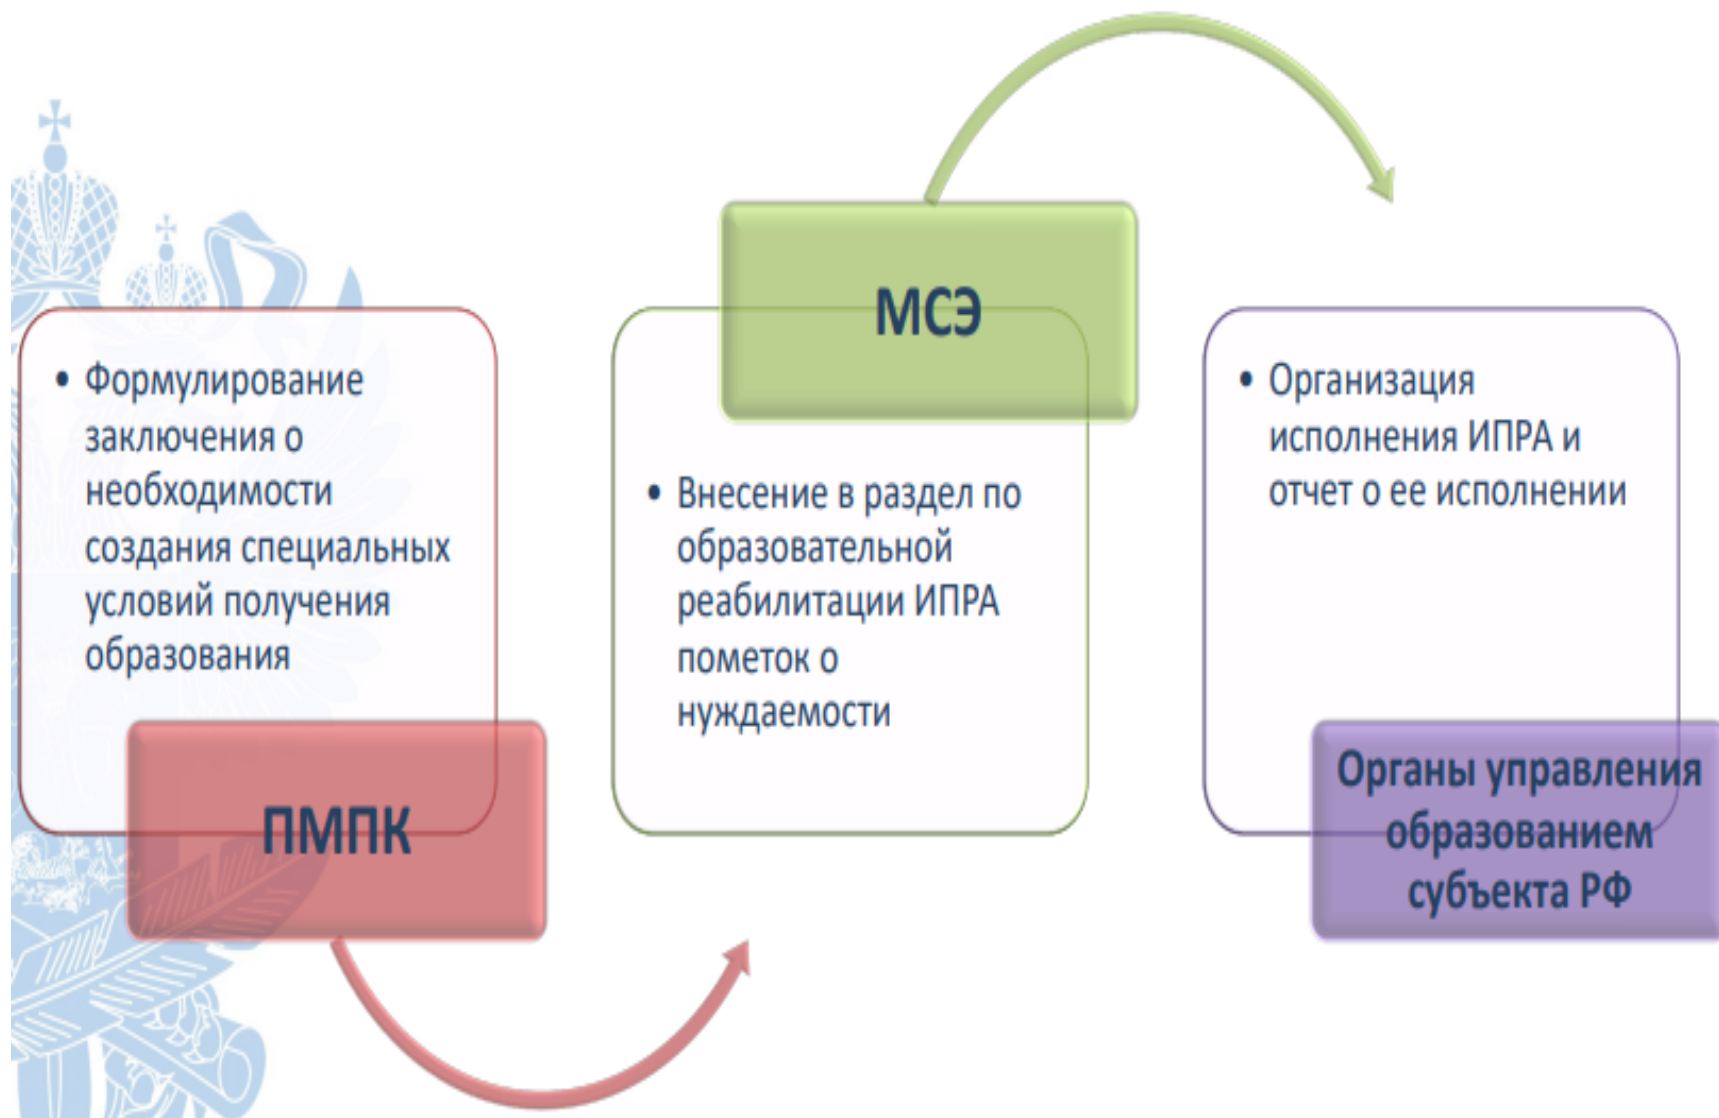 • Формулирование
заключения о
необходимости
создания специальных
условий получения
образования
ПМПК
МСЭ
• Внесение в раздел по
образовательной
реабилитации ИПРА
пометок о
нуждаемости
• Организация
исполнения ИПРА и
отчет о ее исполнении
Органы управления
образованием
субъекта РФ